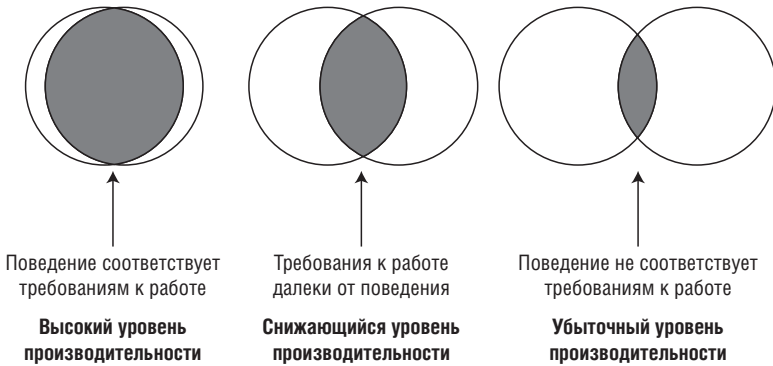 Поведение соответствует
требованиям к работе
Высокий уровень
производительности
Требования к работе
далеки от поведения
Снижающийся уровень
производительности
Поведение не соответствует
требованиям к работе
Убыточный уровень
производительности